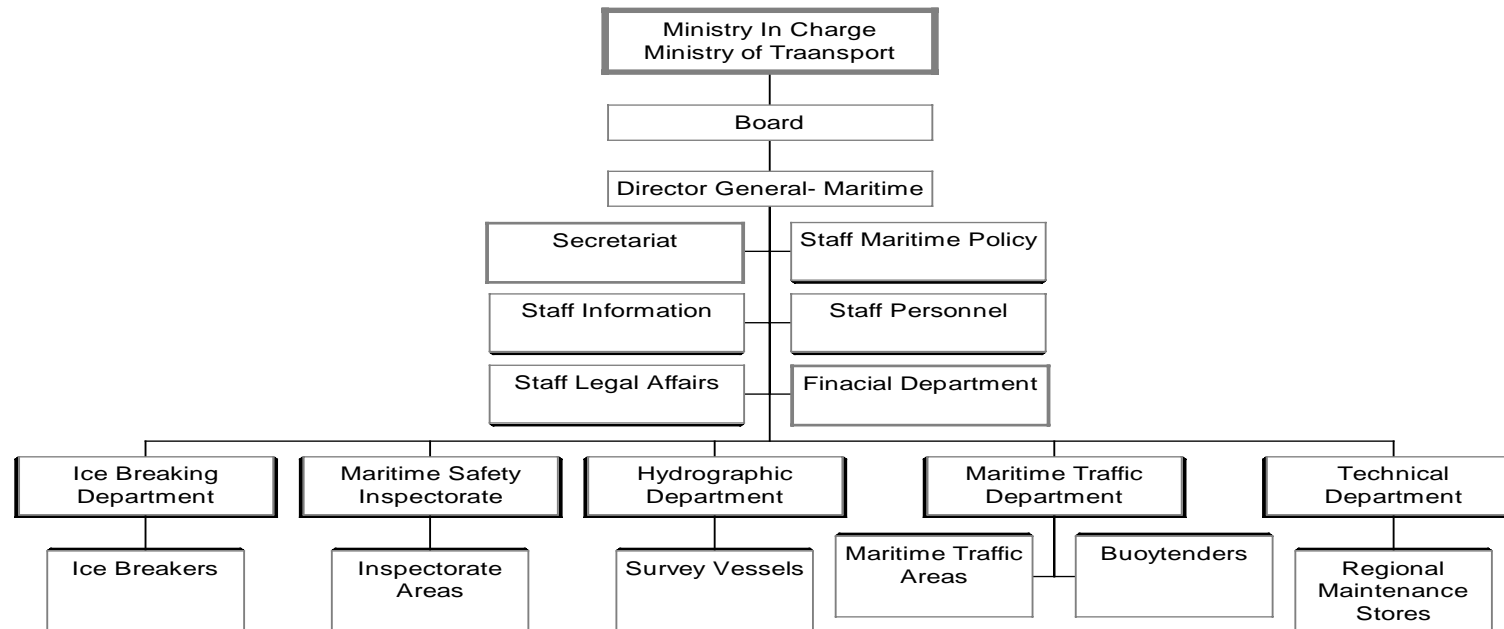 Ministry In Charge
Ministry of Traansport
Board
Director General- Maritime
Secretariat
Staff Maritime Policy
Staff Information
Staff Personnel
Staff Legal Affairs
Finacial Department
Ice Breaking
Department
Maritime Safety
Inspectorate
Hydrographic
Department
Maritime Traffic
Department
Technical
Department
Ice Breakers
Inspectorate
Areas
Survey Vessels
Maritime Traffic
Areas
Buoytenders
Regional
Maintenance
Stores